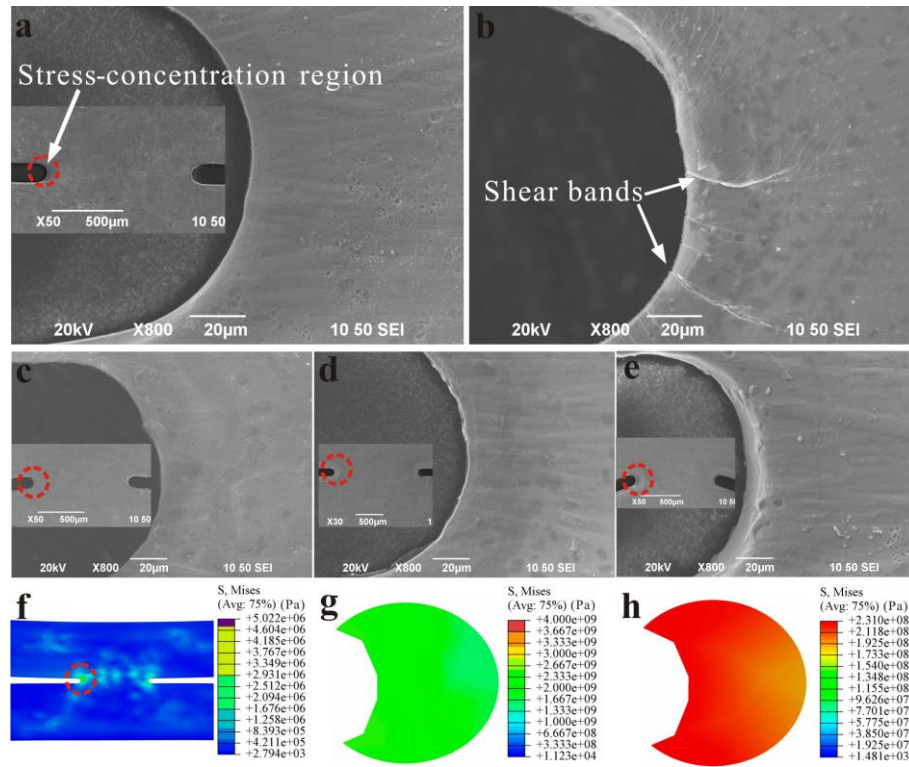 a
Stress-concentration region
X50 500μm 10 50
20kV X800 20μm 10 50 SEI
b
Shear bands
20kV X800 20μm 10 50 SEI
c
X50 500μm 10 50
20kV X800 20μm 10 50 SEI
d
X30 500μm 1
20kV X800 20μm 10 50 SEI
e
X50 500μm 10 50
20kV X800 20μm 10 50 SEI
f
S, Mises
(Avg: 75%) (Pa)
+5.022e+06
+4.604e+06
+4.185e+06
+3.767e+06
+3.349e+06
+2.931e+06
+2.512e+06
+2.094e+06
+1.676e+06
+1.258e+06
+8.393e+05
+4.211e+05
+2.794e+03
g
S, Mises
(Avg: 75%) (Pa)
+4.000e+09
+3.667e+09
+3.333e+09
+3.000e+09
+2.667e+09
+2.333e+09
+2.000e+09
+1.667e+09
+1.333e+09
+1.000e+09
+6.667e+08
+3.333e+08
+1.123e+04
h
S, Mises
(Avg: 75%) (Pa)
+2.310e+08
+2.118e+08
+1.925e+08
+1.733e+08
+1.540e+08
+1.348e+08
+1.155e+08
+9.626e+07
+7.701e+07
+5.775e+07
+3.850e+07
+1.925e+07
+1.481e+03